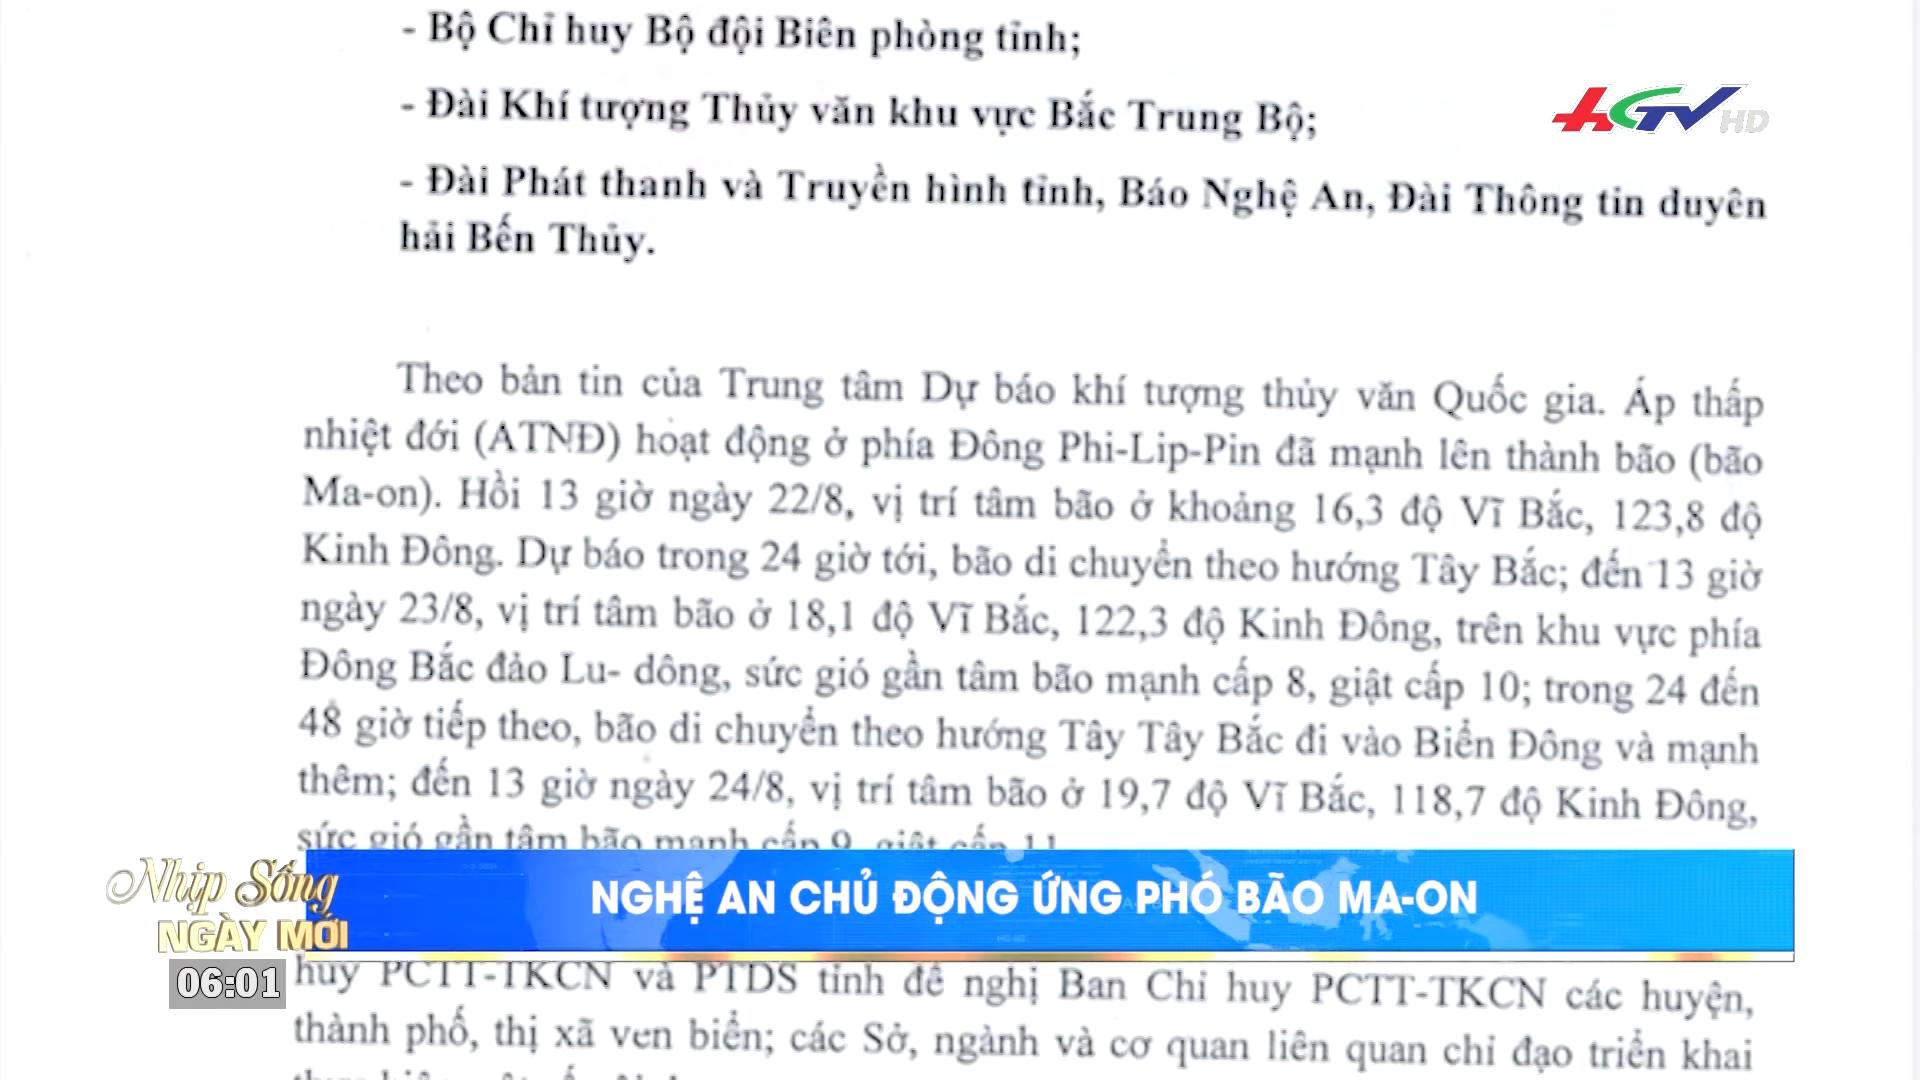 - Bộ Chỉ huy Bộ đội Biên phòng tỉnh;
- Đài Khí tượng Thủy văn khu vực Bắc Trung Bộ;
HGTV HD
- Đài Phát thanh và Truyền hình tỉnh, Báo Nghệ An, Đài Thông tin duyên
hải Bến Thủy.
Theo bản tin của Trung tâm Dự báo khí tượng thủy văn Quốc gia. Áp thấp
nhiệt đới (ATNĐ) hoạt động ở phía Đông Phi-Lip-Pin đã mạnh lên thành bão (bão
Ma-on). Hồi 13 giờ ngày 22/8, vị trí tâm bão ở khoảng 16,3 độ Vĩ Bắc, 123,8 độ
Kinh Đông. Dự báo trong 24 giờ tới, bão di chuyển theo hướng Tây Bắc; đến 13 giờ
ngày 23/8, vị trí tâm bão ở 18,1 độ Vĩ Bắc, 122,3 độ Kinh Đông, trên khu vực phía
Đông Bắc đảo Lu- dông, sức gió gần tâm bão mạnh cấp 8, giật cấp 10; trong 24 đến
48 giờ tiếp theo, bão di chuyển theo hướng Tây Tây Bắc đi vào Biển Đông và mạnh
thêm; đến 13 giờ ngày 24/8, vị trí tâm bão ở 19,7 độ Vĩ Bắc, 118,7 độ Kinh Đông,
sức gió gần tâm bão mạnh cấp 9, giật cấp 11
Nhịp Sống
NGÀY MỚI
06:01
NGHỆ AN CHỦ ĐỘNG ỨNG PHÓ BÃO MA-ON
huy PCTT-TKCN và PTDS tỉnh đề nghị Ban Chỉ huy PCTT-TKCN các huyện,
thành phố, thị xã ven biển; các Sở, ngành và cơ quan liên quan chỉ đạo triển khai